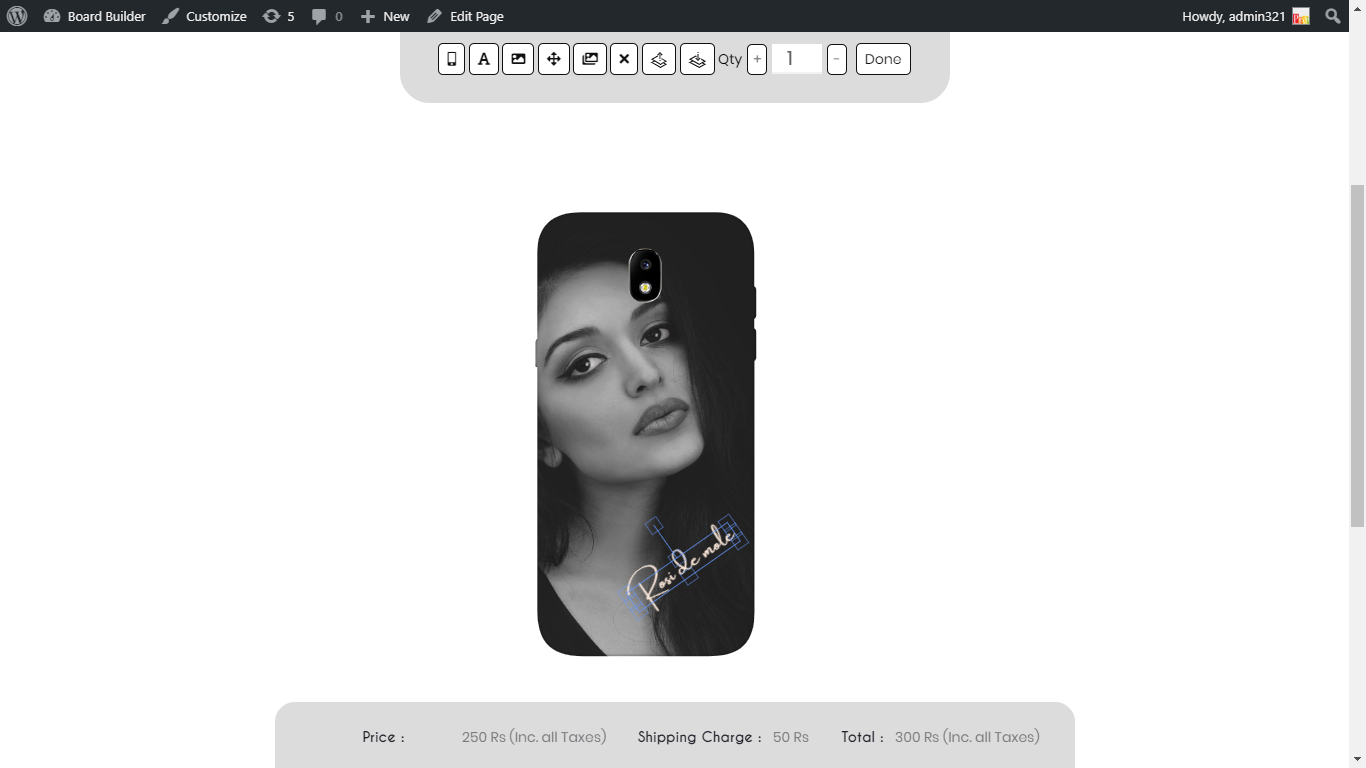 Board Builder Customize 5 0 New Edit Page Howdy, admin321
A Qty + 1 - Done
Rosi de mole
Price : 250 Rs (Inc. all Taxes) Shipping Charge : 50 Rs Total : 300 Rs (Inc. all Taxes)